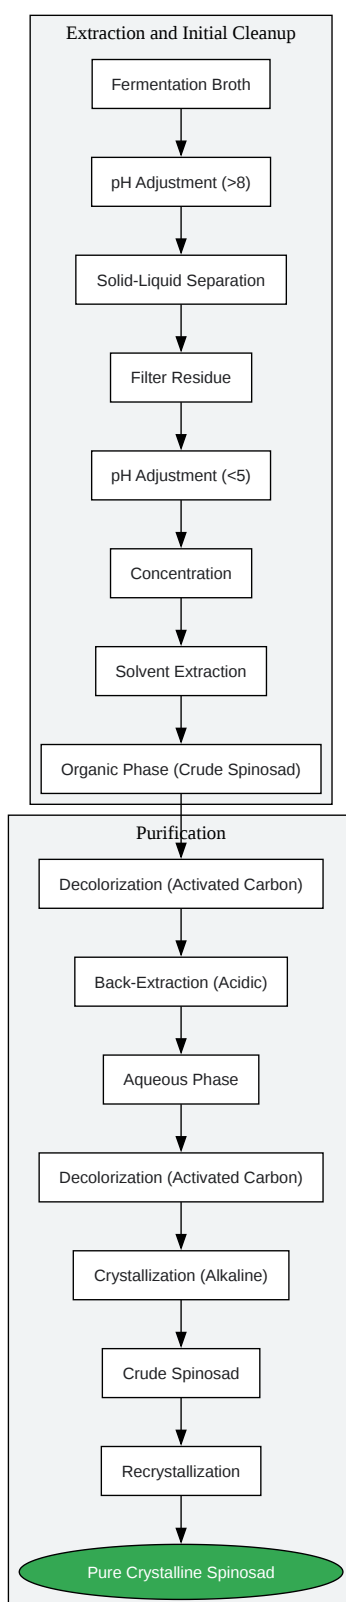 Extraction and Initial Cleanup
Fermentation Broth
pH Adjustment (>8)
Solid-Liquid Separation
Filter Residue
pH Adjustment (<5)
Concentration
Solvent Extraction
Organic Phase (Crude Spinosad)
Purification
Decolorization (Activated Carbon)
Back-Extraction (Acidic)
Aqueous Phase
Decolorization (Activated Carbon)
Crystallization (Alkaline)
Crude Spinosad
Recrystallization
Pure Crystalline Spinosad